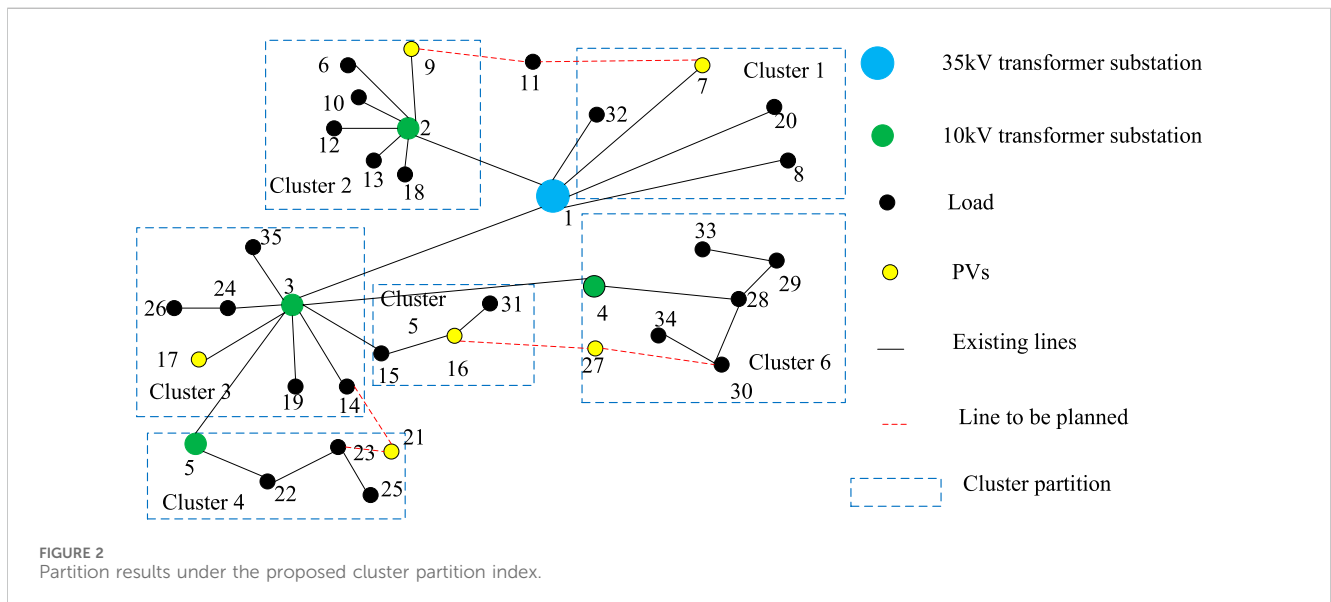 9
6
11
7
Cluster 1
10
32
20
2
12
13
8
Cluster 2
18
1
35
33
3
29
24
Cluster
31
28
26
5
4
34
17
15
16
27
Cluster 6
Cluster 3
19
14
30
21
5
23
22
25
Cluster 4
35kV transformer substation
10kV transformer substation
Load
PVs
Existing lines
Line to be planned
Cluster partition
FIGURE 2
Partition results under the proposed cluster partition index.